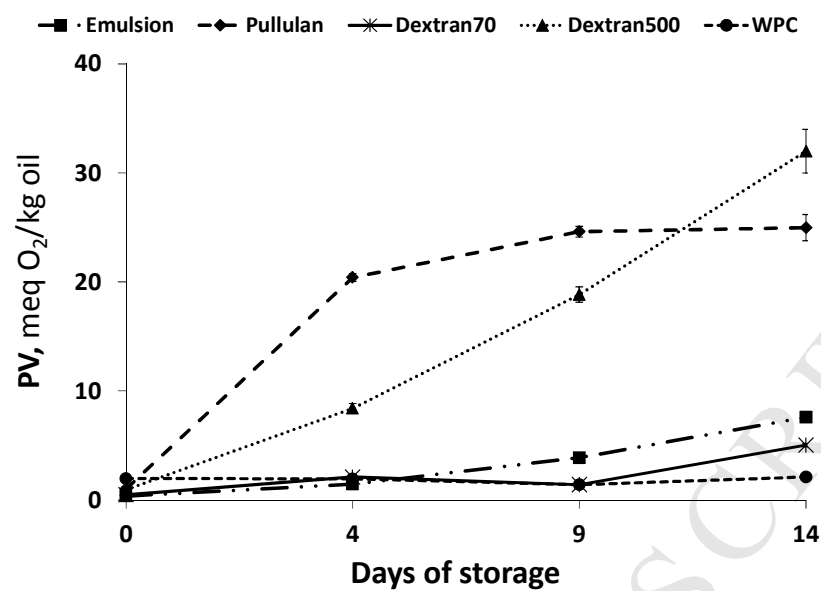 Emulsion Pullulan Dextran70 Dextran500 WPC
40
30
20
10
0
PV, meq O₂/kg oil
0 4 9 14
Days of storage
SCR